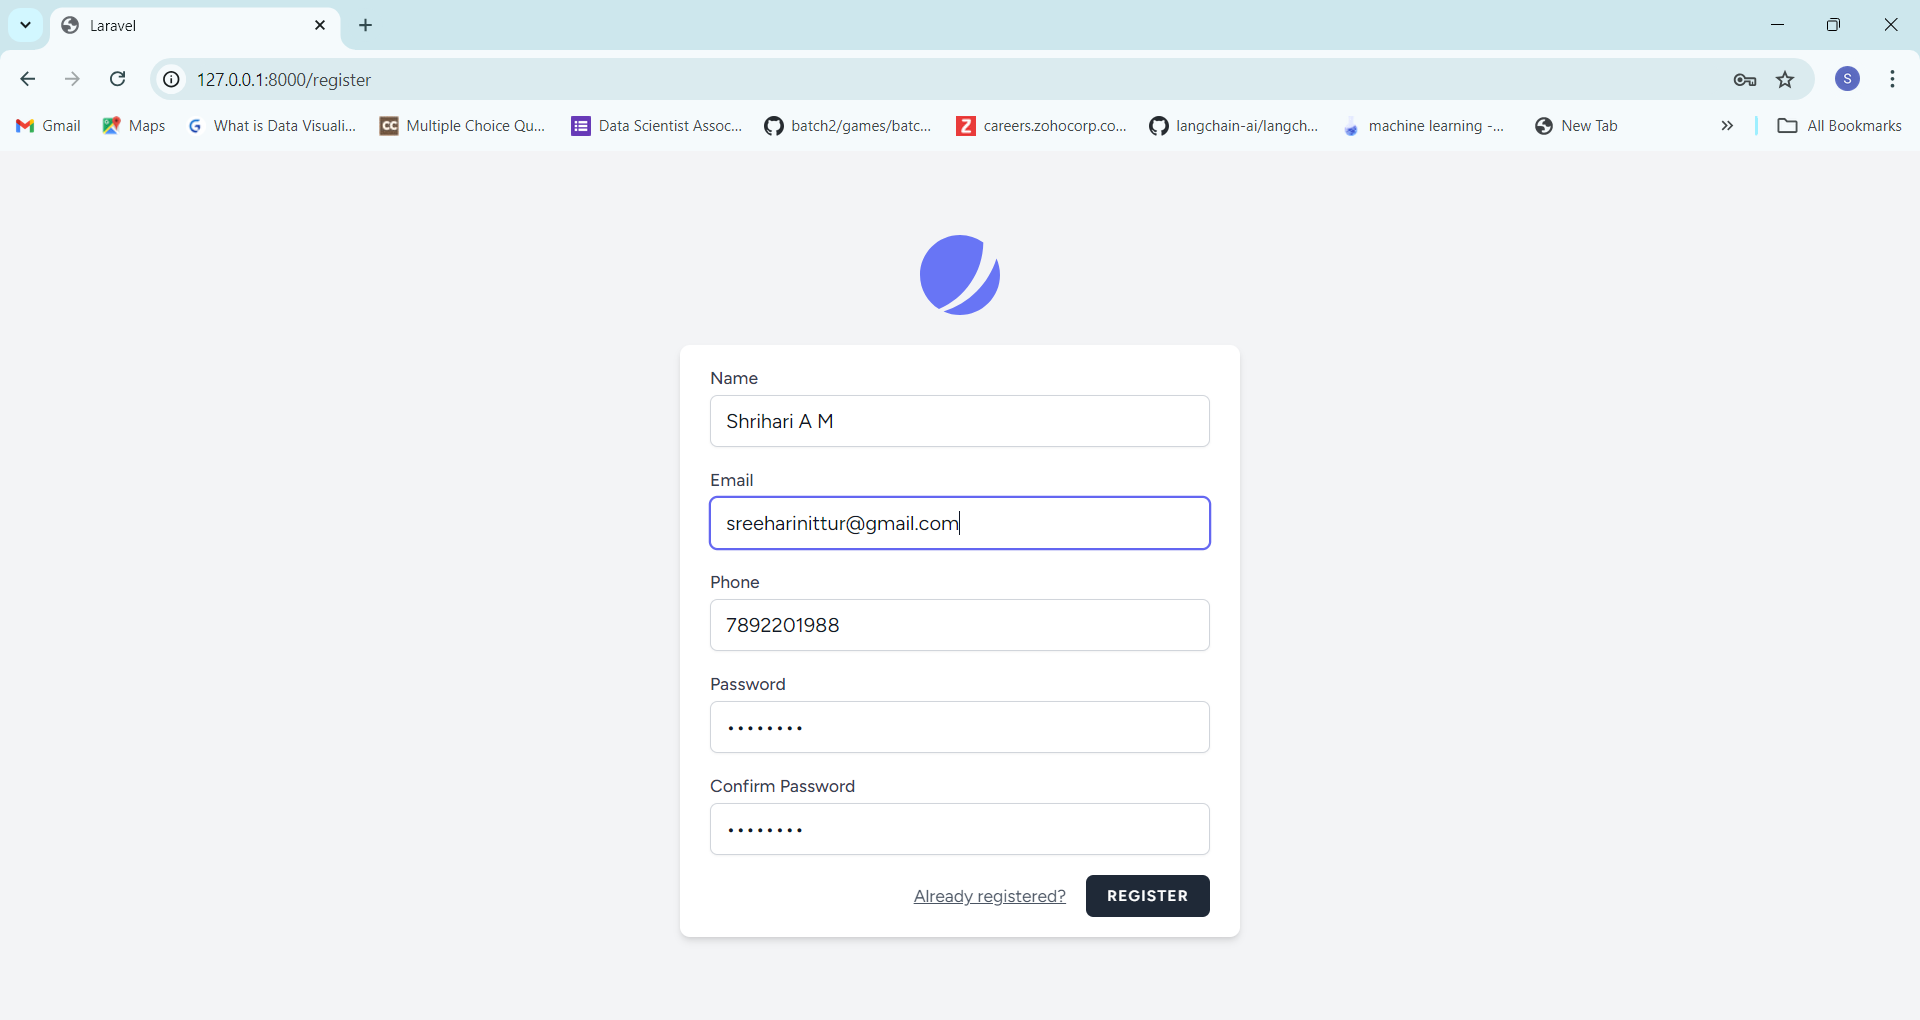 Laravel
127.0.0.1:8000/register
S
Gmail
Maps
G What is Data Visuali...
CC Multiple Choice Qu...
Data Scientist Assoc...
batch2/games/batc...
Z careers.zohocorp.co...
langchain-ai/langch...
machine learning -...
New Tab
All Bookmarks
Name
Shrihari A M
Email
sreeharinittur@gmail.com
Phone
7892201988
Password
••••••••
Confirm Password
••••••••
Already registered? REGISTER